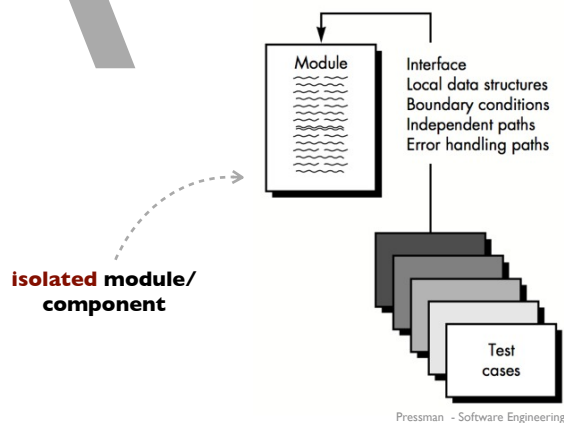 Module
Interface
Local data structures
Boundary conditions
Independent paths
Error handling paths
isolated module/
component
Test
cases
Pressman - Software Engineering